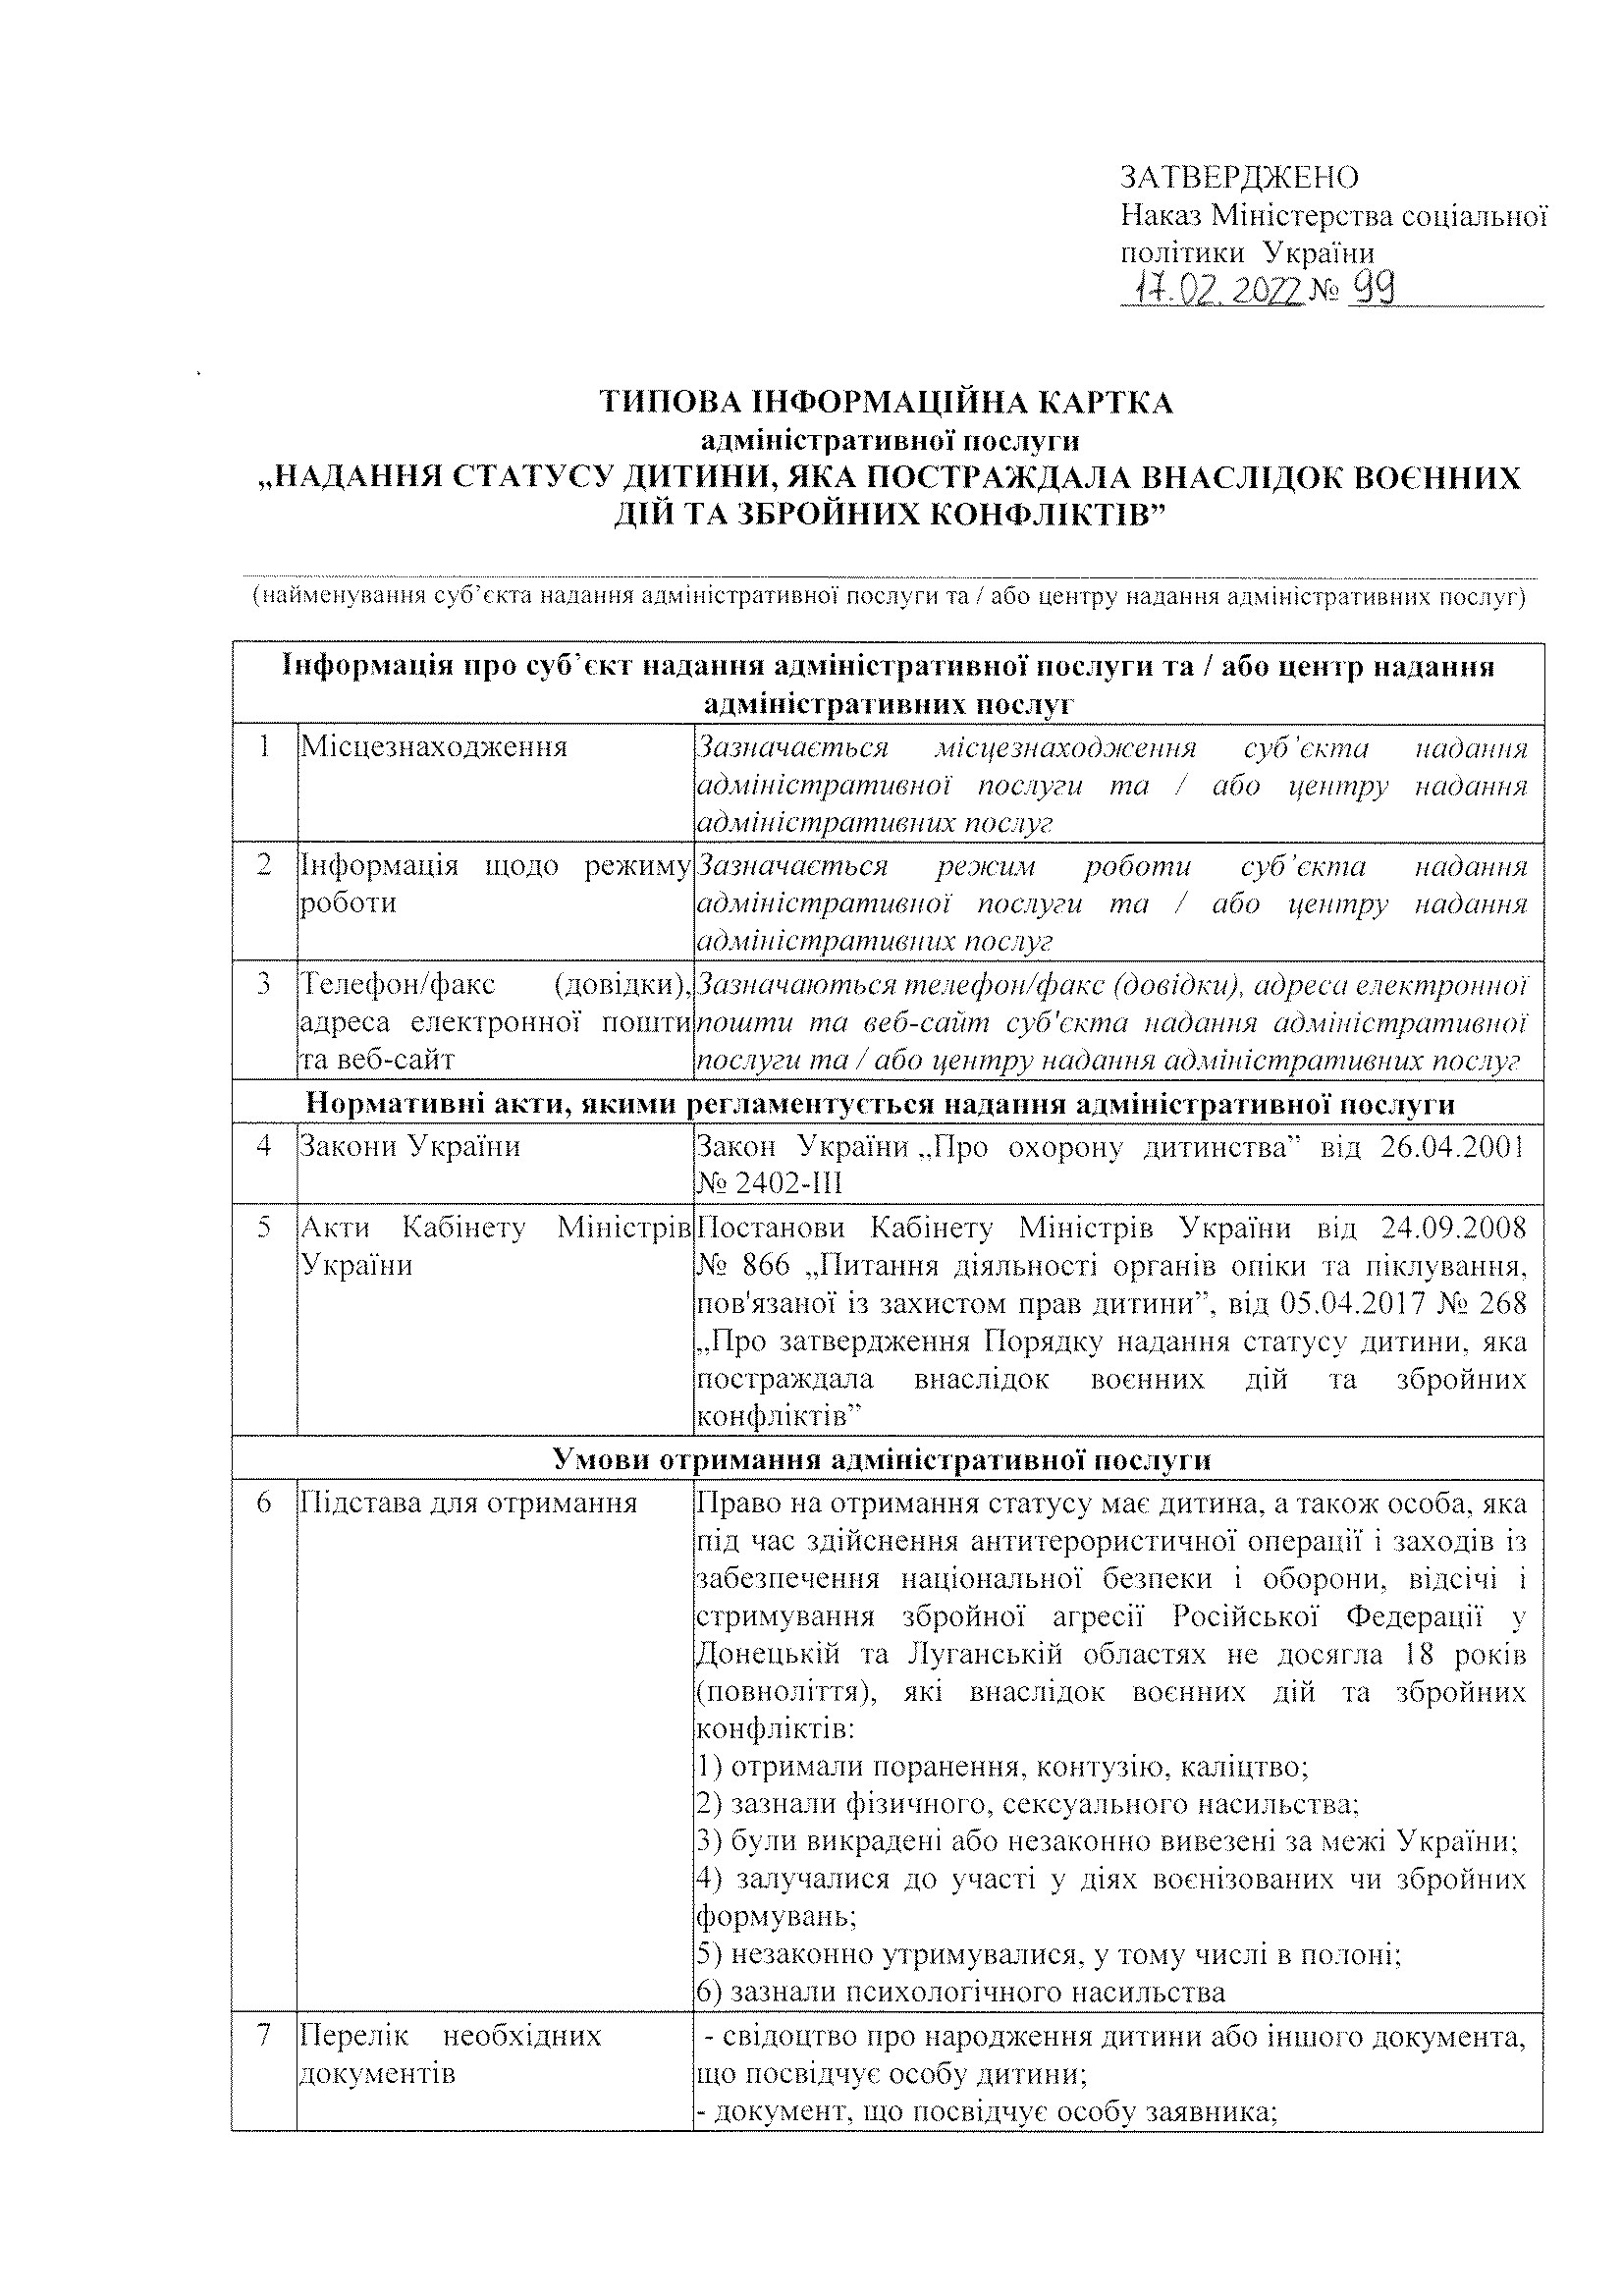 ЗАТВЕРДЖЕНО
Наказ Міністерства соціальної
політики України
17.02.2022 № 99
ТИПОВА ІНФОРМАЦІЙНА КАРТКА
адміністративної послуги
„НАДАННЯ СТАТУСУ ДИТИНИ, ЯКА ПОСТРАЖДАЛА ВНАСЛІДОК ВОЄННИХ
ДІЙ ТА ЗБРОЙНИХ КОНФЛІКТІВ”
(найменування суб’єкта надання адміністративної послуги та / або центру надання адміністративних послуг)
Інформація про суб’єкт надання адміністративної послуги та / або центр надання
адміністративних послуг
1 Місцезнаходження
Зазначається місцезнаходження суб’єкта надання
адміністративної послуги та / або центру надання
адміністративних послуг
2 Інформація щодо режиму
роботи
Зазначається режим роботи суб’єкта надання
адміністративної послуги та / або центру надання
адміністративних послуг
3 Телефон/факс (довідки),
адреса електронної пошти
та веб-сайт
Зазначаються телефон/факс (довідки), адреса електронної
пошти та веб-сайт суб'єкта надання адміністративної
послуги та / або центру надання адміністративних послуг
Нормативні акти, якими регламентується надання адміністративної послуги
4 Закони України
Закон України „Про охорону дитинства” від 26.04.2001
№ 2402-III
5 Акти Кабінету Міністрів
України
Постанови Кабінету Міністрів України від 24.09.2008
№ 866 „Питання діяльності органів опіки та піклування,
пов'язаної із захистом прав дитини”, від 05.04.2017 № 268
„Про затвердження Порядку надання статусу дитини, яка
постраждала внаслідок воєнних дій та збройних
конфліктів”
Умови отримання адміністративної послуги
6 Підстава для отримання
Право на отримання статусу має дитина, а також особа, яка
під час здійснення антитерористичної операції і заходів із
забезпечення національної безпеки і оборони, відсічі і
стримування збройної агресії Російської Федерації у
Донецькій та Луганській областях не досягла 18 років
(повноліття), які внаслідок воєнних дій та збройних
конфліктів:
1) отримали поранення, контузію, каліцтво;
2) зазнали фізичного, сексуального насильства;
3) були викрадені або незаконно вивезені за межі України;
4) залучалися до участі у діях воєнізованих чи збройних
формувань;
5) незаконно утримувалися, у тому числі в полоні;
6) зазнали психологічного насильства
7 Перелік необхідних
документів
- свідоцтво про народження дитини або іншого документа,
що посвідчує особу дитини;
- документ, що посвідчує особу заявника;